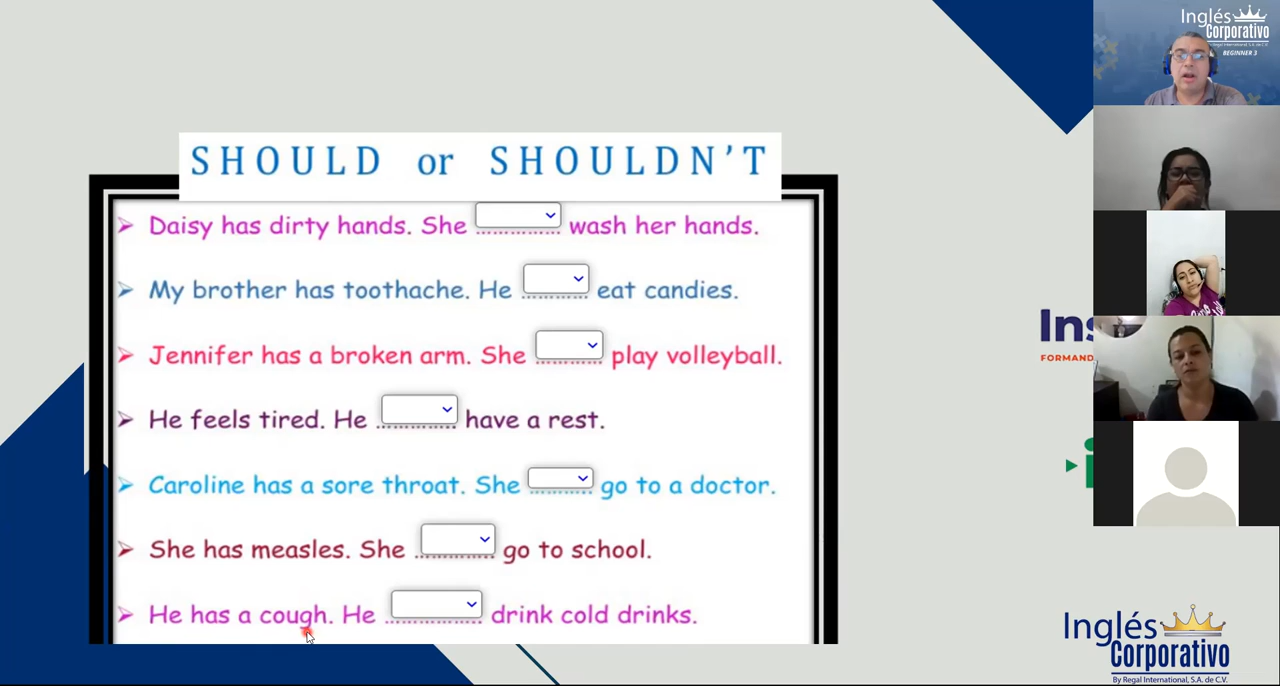 SHOULD or SHOULDN'T
Daisy has dirty hands. She .............. wash her hands.
My brother has toothache. He ........... eat candies.
Jennifer has a broken arm. She ........... play volleyball.
He feels tired. He ............. have a rest.
Caroline has a sore throat. She ........... go to a doctor.
She has measles. She ............. go to school.
He has a cough. He ................ drink cold drinks.
Inglés
Corporativo
BEGINNER 3
Ins
FORMAND
Inglés
Corporativo
By Regal International, S.A. de C.V.